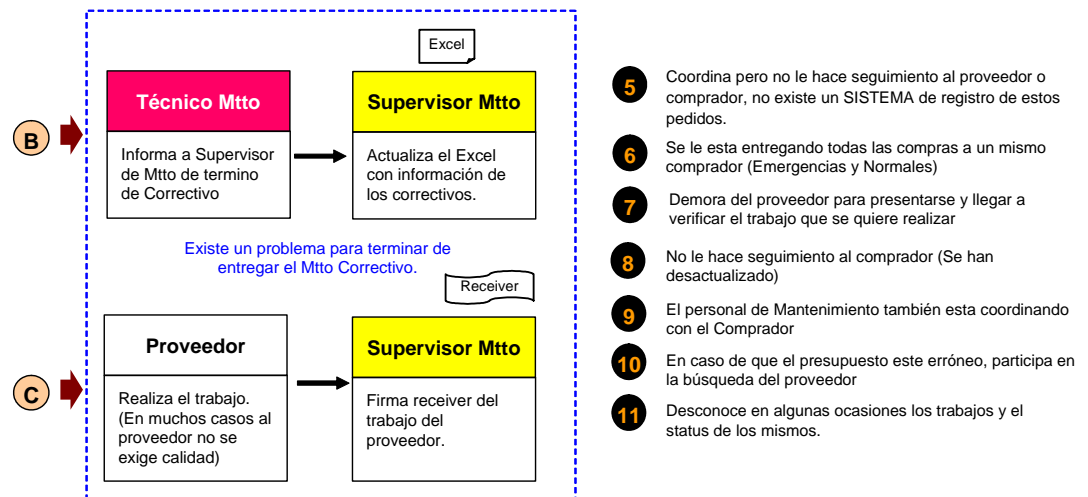 Excel
Técnico Mtto
Supervisor Mtto
B
Informa a Supervisor
de Mtto de termino
de Correctivo
Actualiza el Excel
con información de
los correctivos.
Existe un problema para terminar de
entregar el Mtto Correctivo.
Receiver
Proveedor
Supervisor Mtto
C
Realiza el trabajo.
(En muchos casos al
proveedor no se
exige calidad)
Firma receiver del
trabajo del
proveedor.
5 Coordina pero no le hace seguimiento al proveedor o
comprador, no existe un SISTEMA de registro de estos
pedidos.
6 Se le esta entregando todas las compras a un mismo
comprador (Emergencias y Normales)
7 Demora del proveedor para presentarse y llegar a
verificar el trabajo que se quiere realizar
8 No le hace seguimiento al comprador (Se han
desactualizado)
9 El personal de Mantenimiento también esta coordinando
con el Comprador
10 En caso de que el presupuesto este erróneo, participa en
la búsqueda del proveedor
11 Desconoce en algunas ocasiones los trabajos y el
status de los mismos.